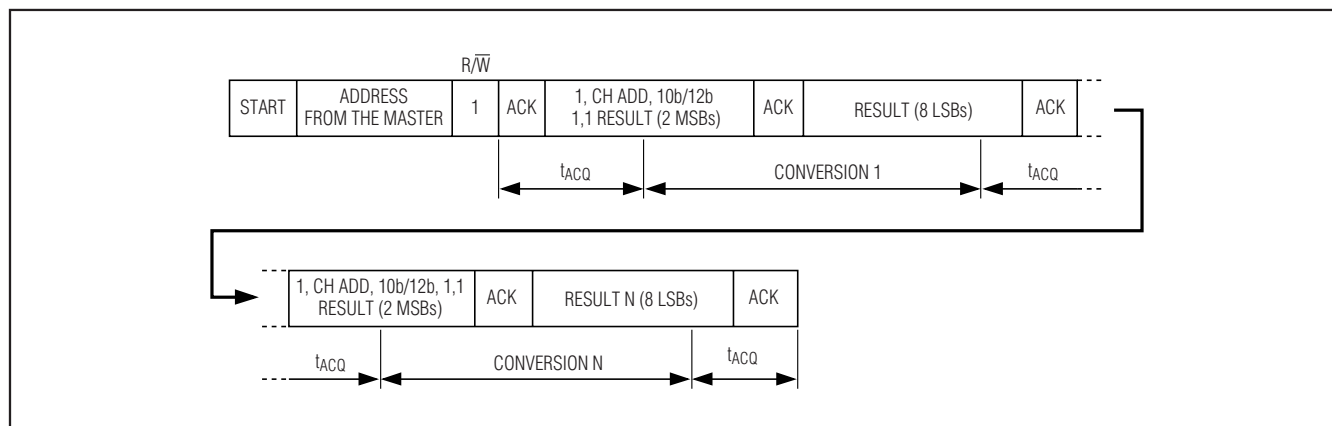 R/W̅
START
ADDRESS
FROM THE MASTER
1
ACK
1, CH ADD, 10b/12b
1,1 RESULT (2 MSBs)
ACK
RESULT (8 LSBs)
ACK
tACQ
CONVERSION 1
tACQ
1, CH ADD, 10b/12b, 1,1
RESULT (2 MSBs)
ACK
RESULT N (8 LSBs)
ACK
tACQ
CONVERSION N
tACQ